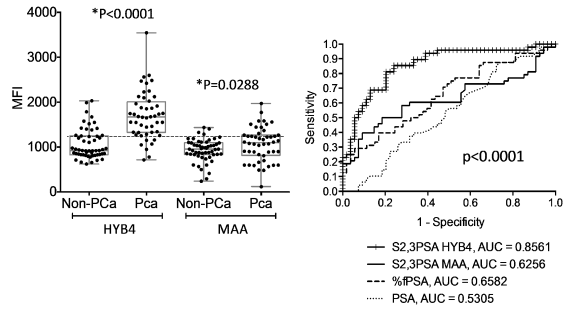 *P<0.0001
*P=0.0288
MFI
4000
3000
2000
1000
0
Non-PCa Pca Non-PCa Pca
HYB4 MAA
Sensitivity
1.0
0.9
0.8
0.7
0.6
0.5
0.4
0.3
0.2
0.1
0.0
p<0.0001
0.0 0.2 0.4 0.6 0.8 1.0
1 - Specificity
S2,3PSA HYB4, AUC = 0.8561
S2,3PSA MAA, AUC = 0.6256
%fPSA, AUC = 0.6582
PSA, AUC = 0.5305